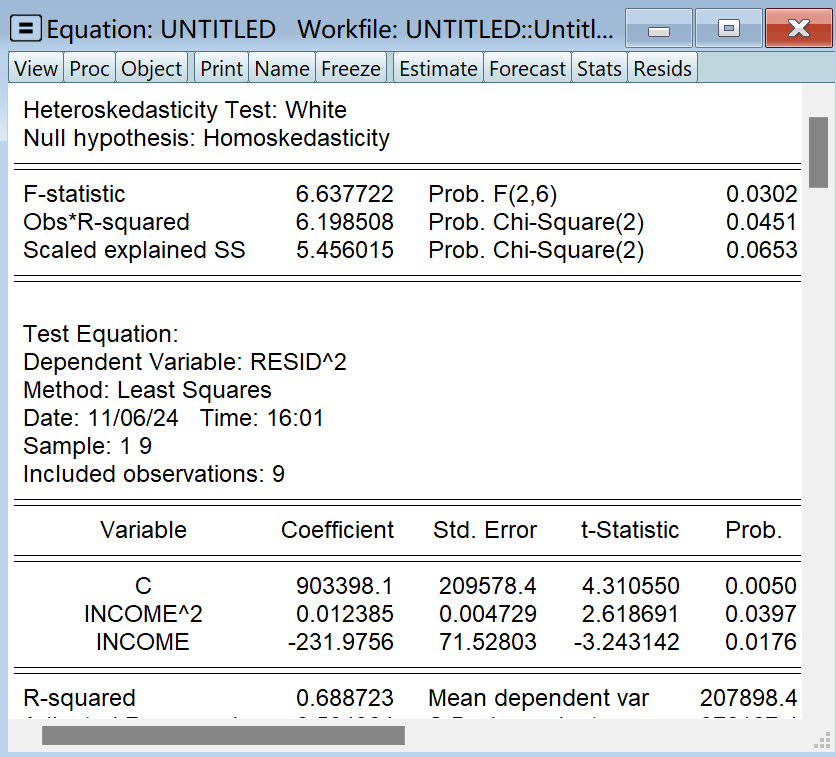 Equation: UNTITLED Workfile: UNTITLED::Untitl...
View Proc Object Print Name Freeze Estimate Forecast Stats Resids
Heteroskedasticity Test: White
Null hypothesis: Homoskedasticity
F-statistic 6.637722 Prob. F(2,6) 0.0302
Obs*R-squared 6.198508 Prob. Chi-Square(2) 0.0451
Scaled explained SS 5.456015 Prob. Chi-Square(2) 0.0653
Test Equation:
Dependent Variable: RESID^2
Method: Least Squares
Date: 11/06/24 Time: 16:01
Sample: 1 9
Included observations: 9
Variable Coefficient Std. Error t-Statistic Prob.
C 903398.1 209578.4 4.310550 0.0050
INCOME^2 0.012385 0.004729 2.618691 0.0397
INCOME -231.9756 71.52803 -3.243142 0.0176
R-squared 0.688723 Mean dependent var 207898.4